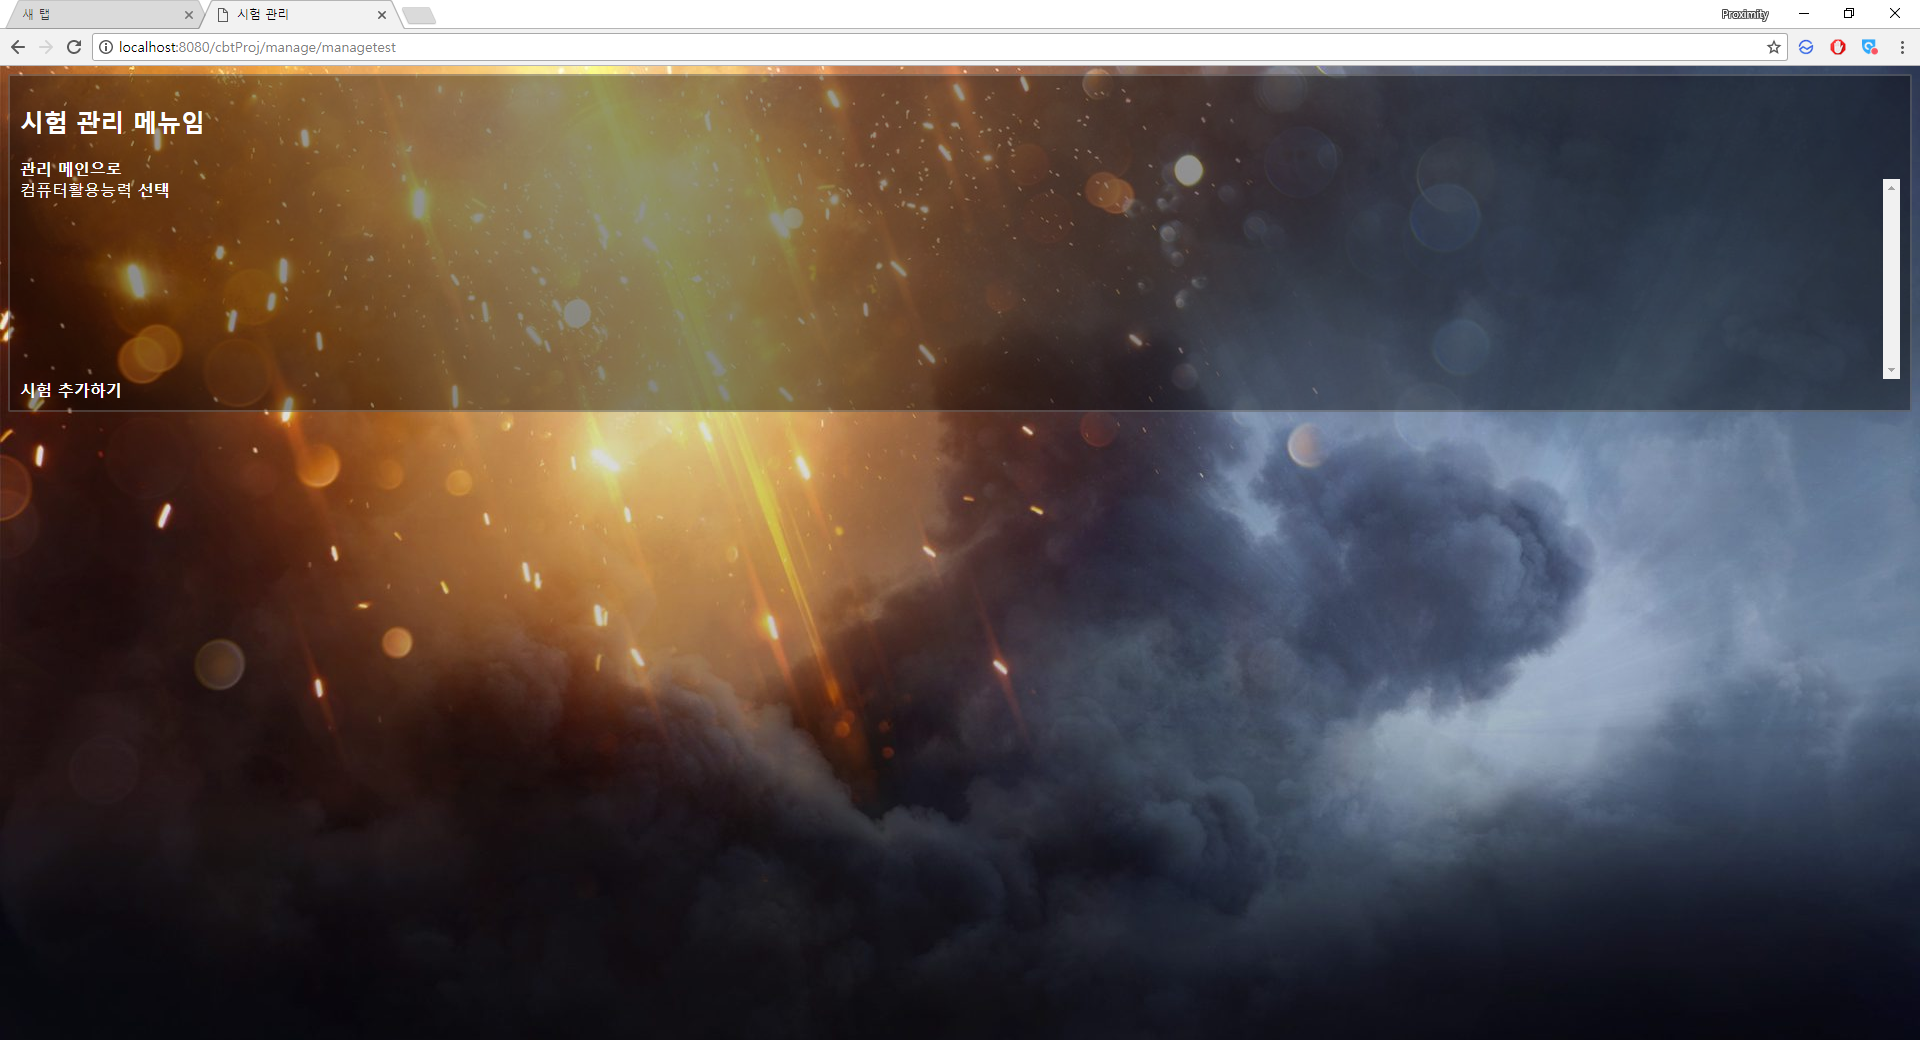 새 탭
시험 관리
Proximity
localhost:8080/cbtProj/manage/managetest
시험 관리 메뉴임
관리 메인으로
컴퓨터활용능력 선택
시험 추가하기